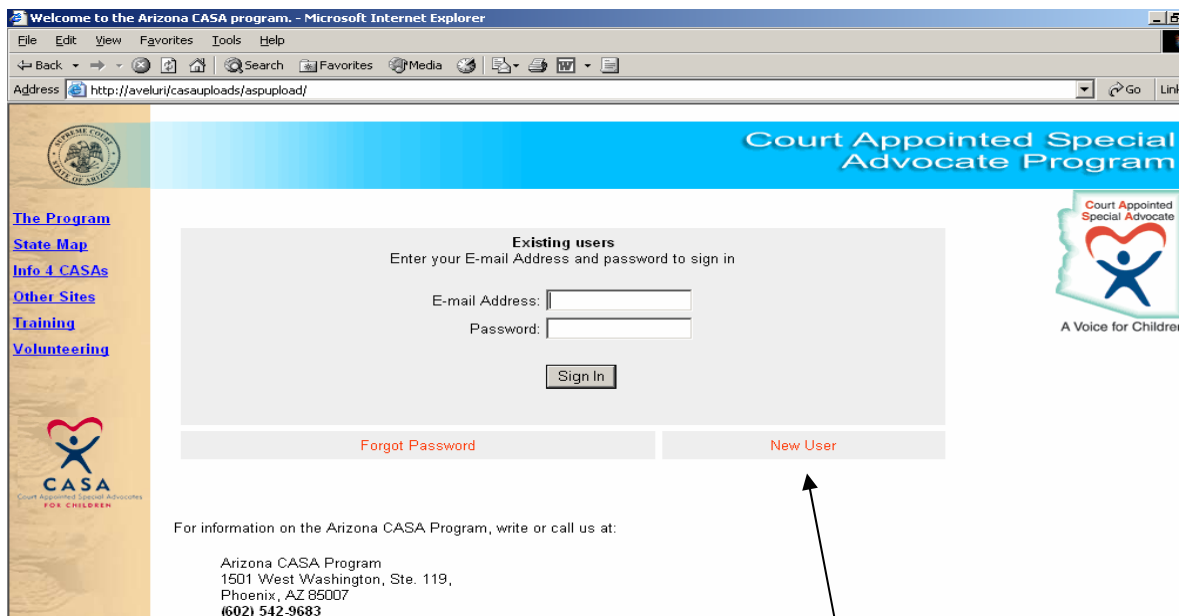 Welcome to the Arizona CASA program. - Microsoft Internet Explorer
File Edit View Favorites Tools Help
Back Search Favorites Media
Address http://aveluri/casauploads/aspupload/ Go
SUPREME COURT
STATE OF ARIZONA
Court Appointed Special
Advocate Program
The Program
State Map
Info 4 CASAs
Other Sites
Training
Volunteering
Court Appointed
Special Advocate
A Voice for Children
Existing users
Enter your E-mail Address and password to sign in
E-mail Address:
Password:
Sign In
Forgot Password New User
CASA
Court Appointed Special Advocates
FOR CHILDREN
For information on the Arizona CASA Program, write or call us at:
Arizona CASA Program
1501 West Washington, Ste. 119,
Phoenix, AZ 85007
(602) 542-9683